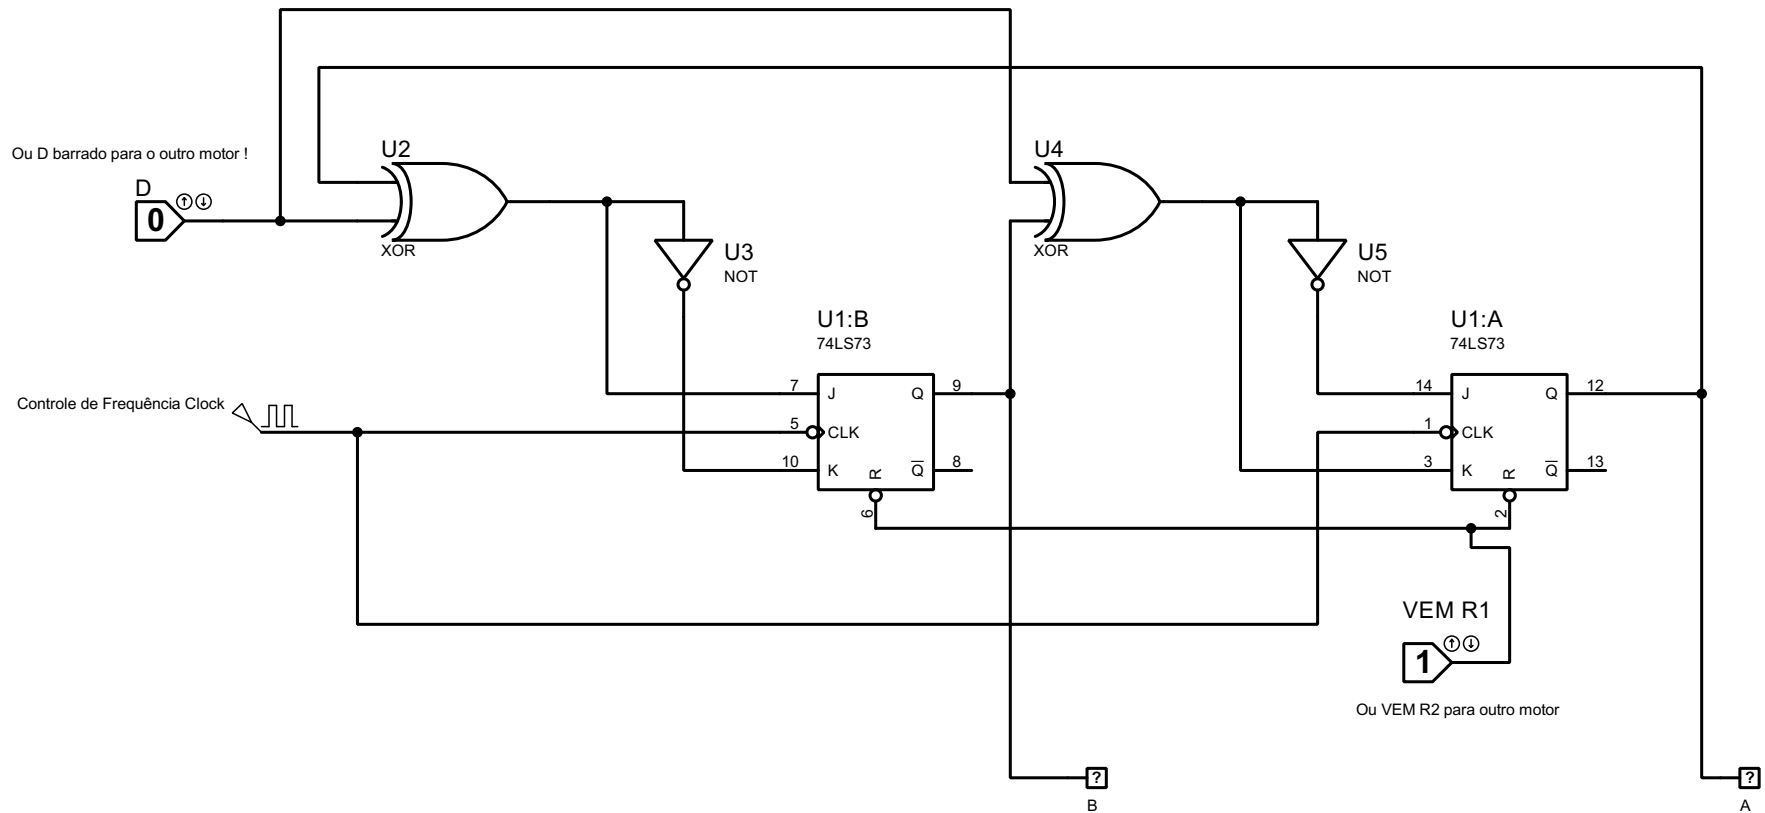 Ou D barrado para o outro motor !
D
0
U2
XOR
U3
NOT
U4
XOR
U5
NOT
U1:B
74LS73
7
J
Q
9
5
CLK
10
K
R
Q
8
6
U1:A
74LS73
14
J
Q
12
1
CLK
3
K
R
Q
13
2
Controle de Frequência Clock
VEM R1
1
Ou VEM R2 para outro motor
?
B
?
A